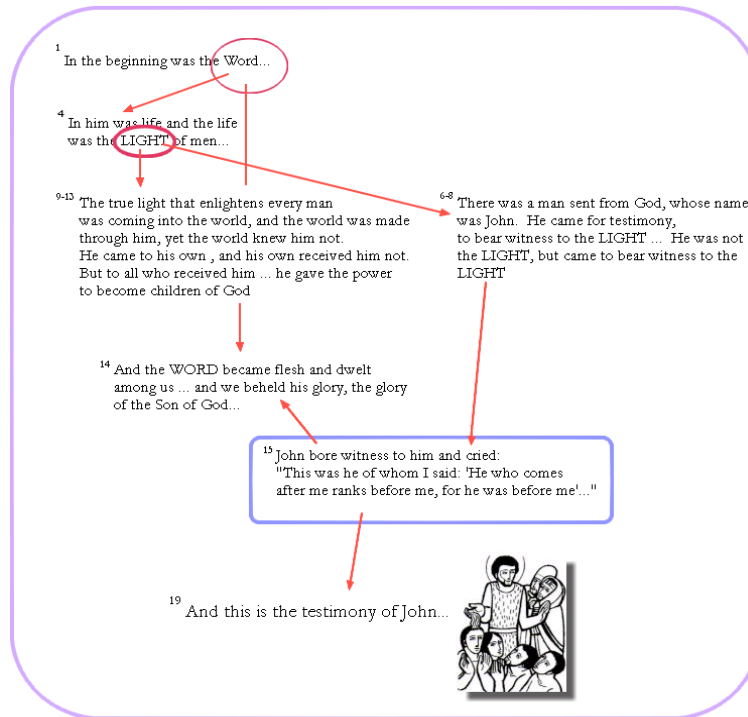 1
In the beginning was the Word...
4
In him was life and the life
was the LIGHT of men...
9-13
The true light that enlightens every man
was coming into the world, and the world was made
through him, yet the world knew him not.
He came to his own , and his own received him not.
But to all who received him ... he gave the power
to become children of God
6-8
There was a man sent from God, whose name
was John. He came for testimony,
to bear witness to the LIGHT ... He was not
the LIGHT, but came to bear witness to the
LIGHT
14
And the WORD became flesh and dwelt
among us ... and we beheld his glory, the glory
of the Son of God...
15
John bore witness to him and cried:
"This was he of whom I said: 'He who comes
after me ranks before me, for he was before me'..."
19
And this is the testimony of John...